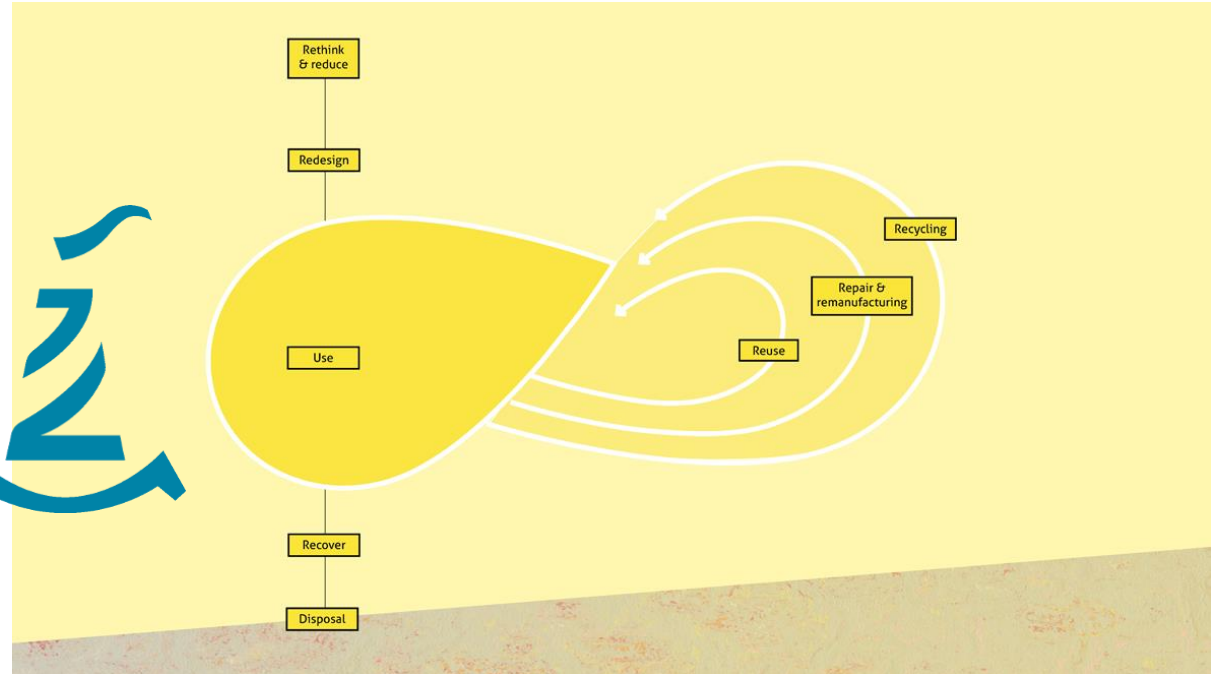 Rethink
& reduce
Redesign
Recycling
Repair &
remanufacturing
Reuse
Use
Recover
Disposal